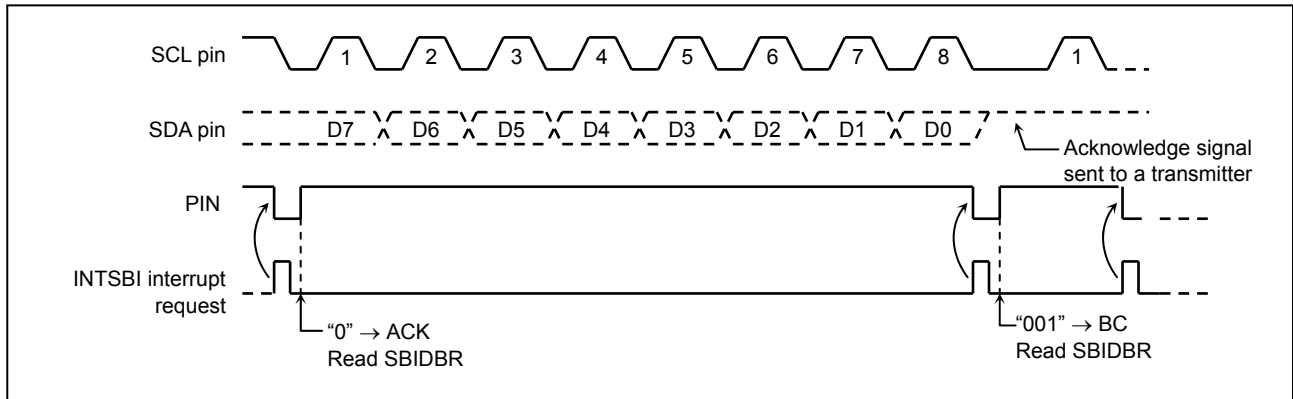 SCL pin 1 2 3 4 5 6 7 8 1
SDA pin D7 D6 D5 D4 D3 D2 D1 D0
Acknowledge signal
sent to a transmitter
PIN
INTSBI interrupt
request
“0” → ACK
Read SBIDBR
“001” → BC
Read SBIDBR